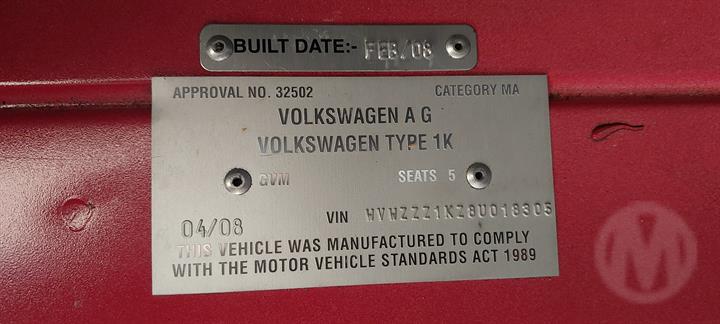 BUILT DATE:- FEB/08
APPROVAL NO. 32502 CATEGORY MA
VOLKSWAGEN A G
VOLKSWAGEN TYPE 1K
GVM SEATS 5
VIN WVWZZZ1KZ8U018305
04/08
THIS VEHICLE WAS MANUFACTURED TO COMPLY
WITH THE MOTOR VEHICLE STANDARDS ACT 1989
M